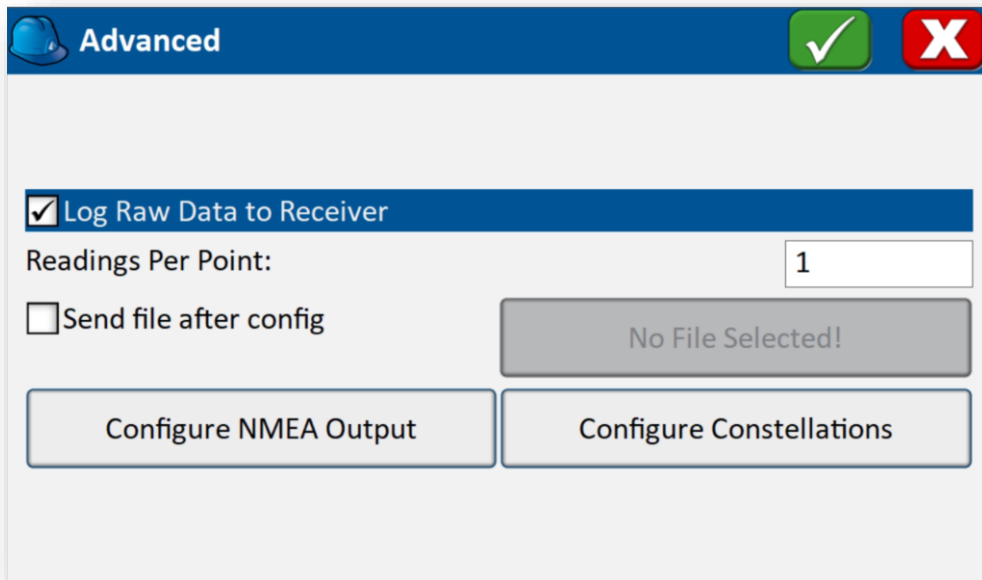 Advanced
Log Raw Data to Receiver
Readings Per Point:
1
Send file after config
No File Selected!
Configure NMEA Output
Configure Constellations